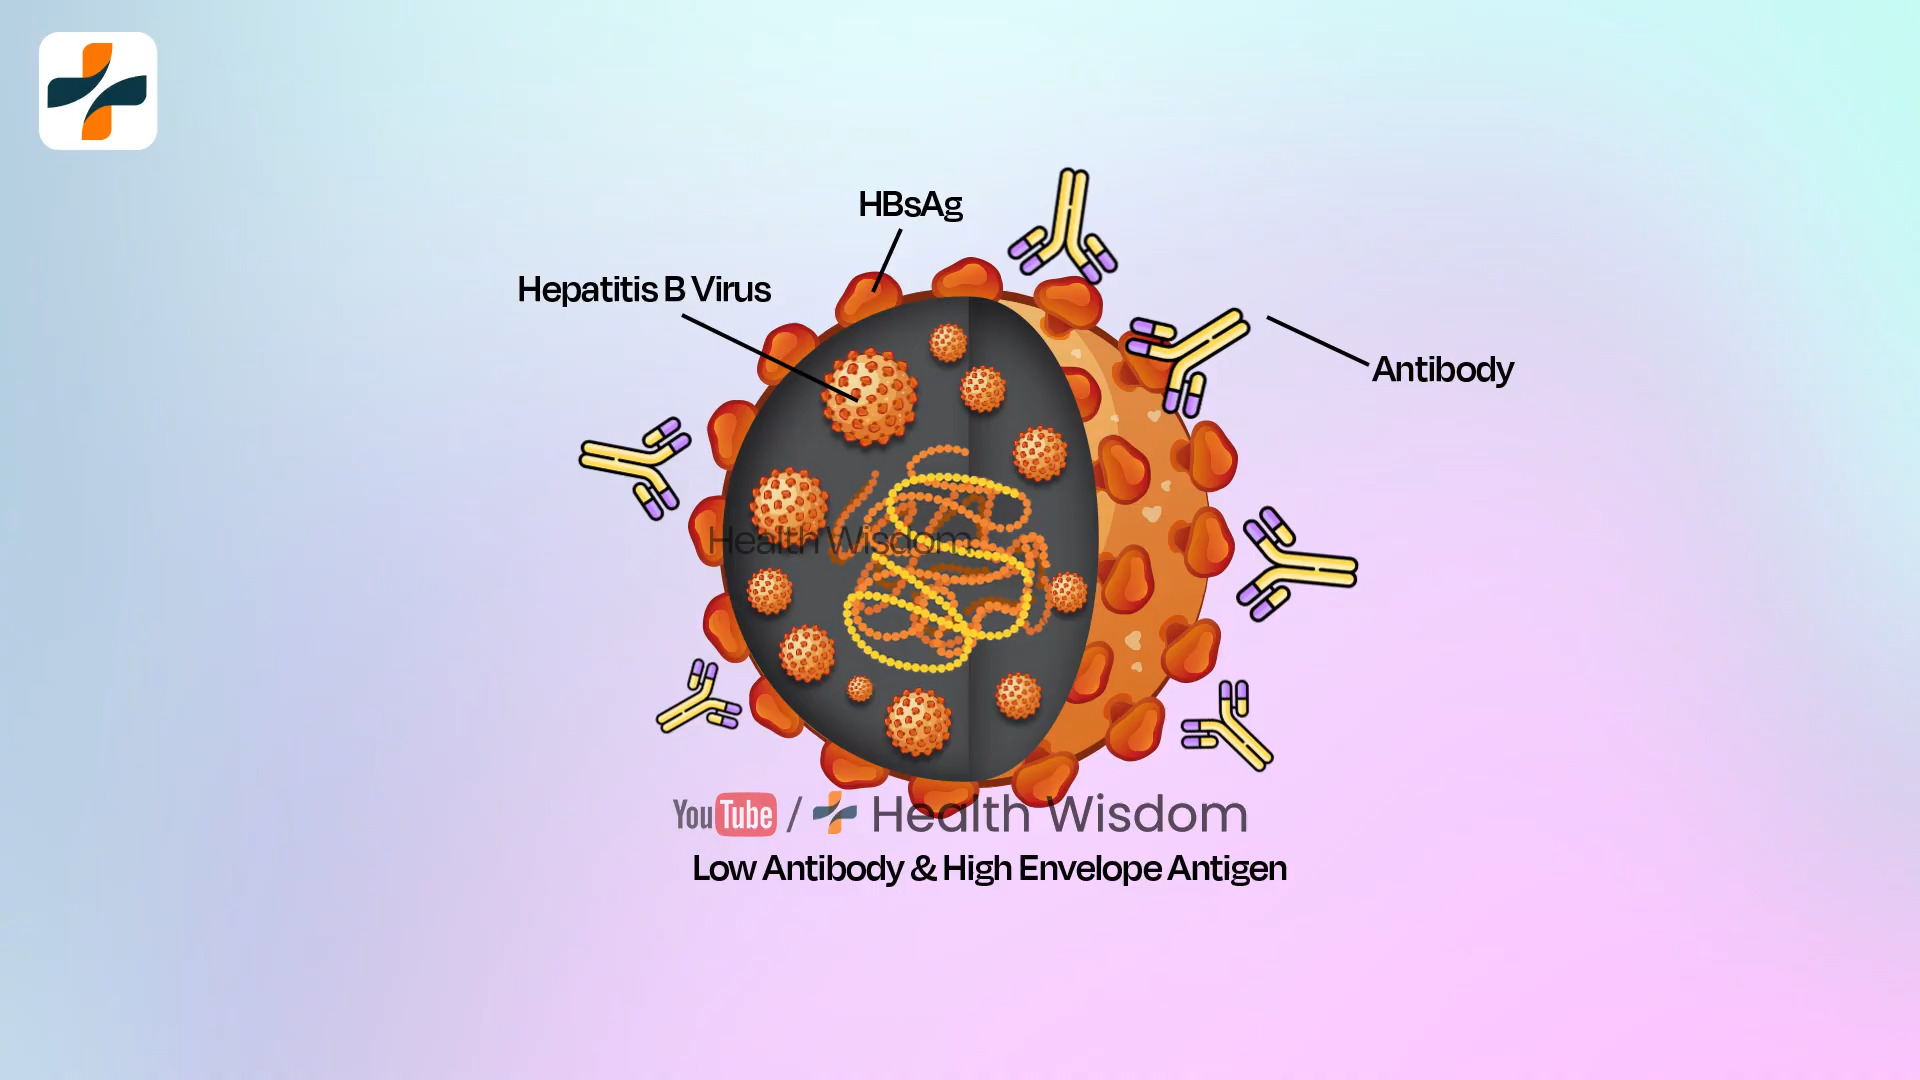 HBsAg
Hepatitis B Virus
Antibody
Health Wisdom
YouTube / Health Wisdom
Low Antibody & High Envelope Antigen